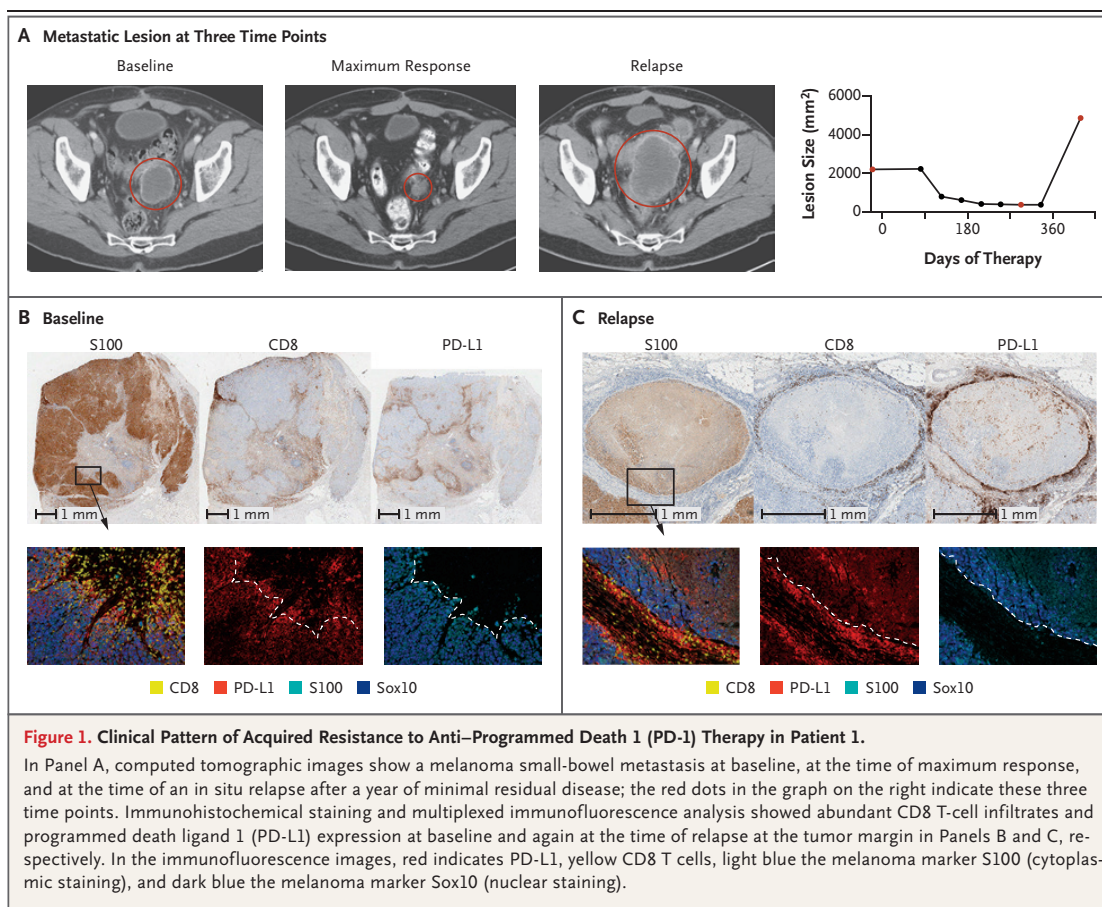 A Metastatic Lesion at Three Time Points
Baseline
Maximum Response
Relapse
Lesion Size (mm²)
6000
4000
2000
0
0
180
360
Days of Therapy
B Baseline
S100
CD8
PD-L1
1 mm
1 mm
1 mm
CD8
PD-L1
S100
Sox10
C Relapse
S100
CD8
PD-L1
1 mm
1 mm
1 mm
CD8
PD-L1
S100
Sox10
Figure 1. Clinical Pattern of Acquired Resistance to Anti–Programmed Death 1 (PD-1) Therapy in Patient 1.
In Panel A, computed tomographic images show a melanoma small-bowel metastasis at baseline, at the time of maximum response,
and at the time of an in situ relapse after a year of minimal residual disease; the red dots in the graph on the right indicate these three
time points. Immunohistochemical staining and multiplexed immunofluorescence analysis showed abundant CD8 T-cell infiltrates and
programmed death ligand 1 (PD-L1) expression at baseline and again at the time of relapse at the tumor margin in Panels B and C, re-
spectively. In the immunofluorescence images, red indicates PD-L1, yellow CD8 T cells, light blue the melanoma marker S100 (cytoplas-
mic staining), and dark blue the melanoma marker Sox10 (nuclear staining).